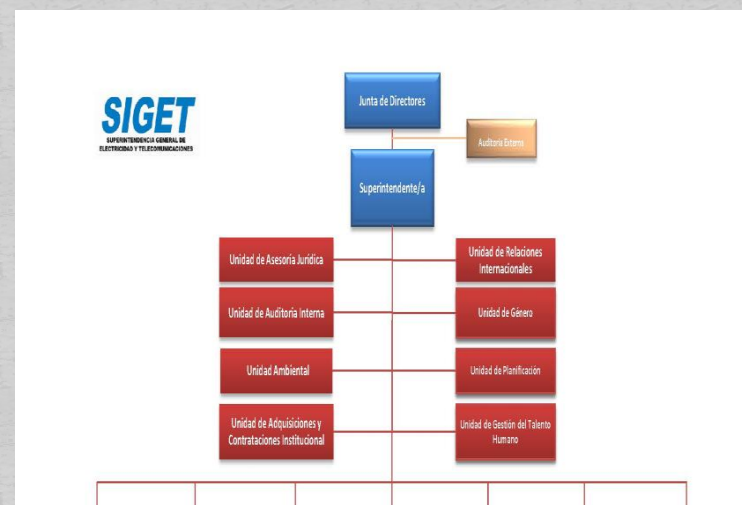 Junta de Directores
SIGET
SUPERINTENDENCIA GENERAL DE
ELECTRICIDAD Y TELECOMUNICACIONES
Auditoría Externa
Superintendente/a
Unidad de Asesoría Jurídica
Unidad de Relaciones
Internacionales
Unidad de Auditoría Interna
Unidad de Género
Unidad Ambiental
Unidad de Planificación
Unidad de Adquisiciones y
Contrataciones Institucional
Unidad de Gestión del Talento
Humano